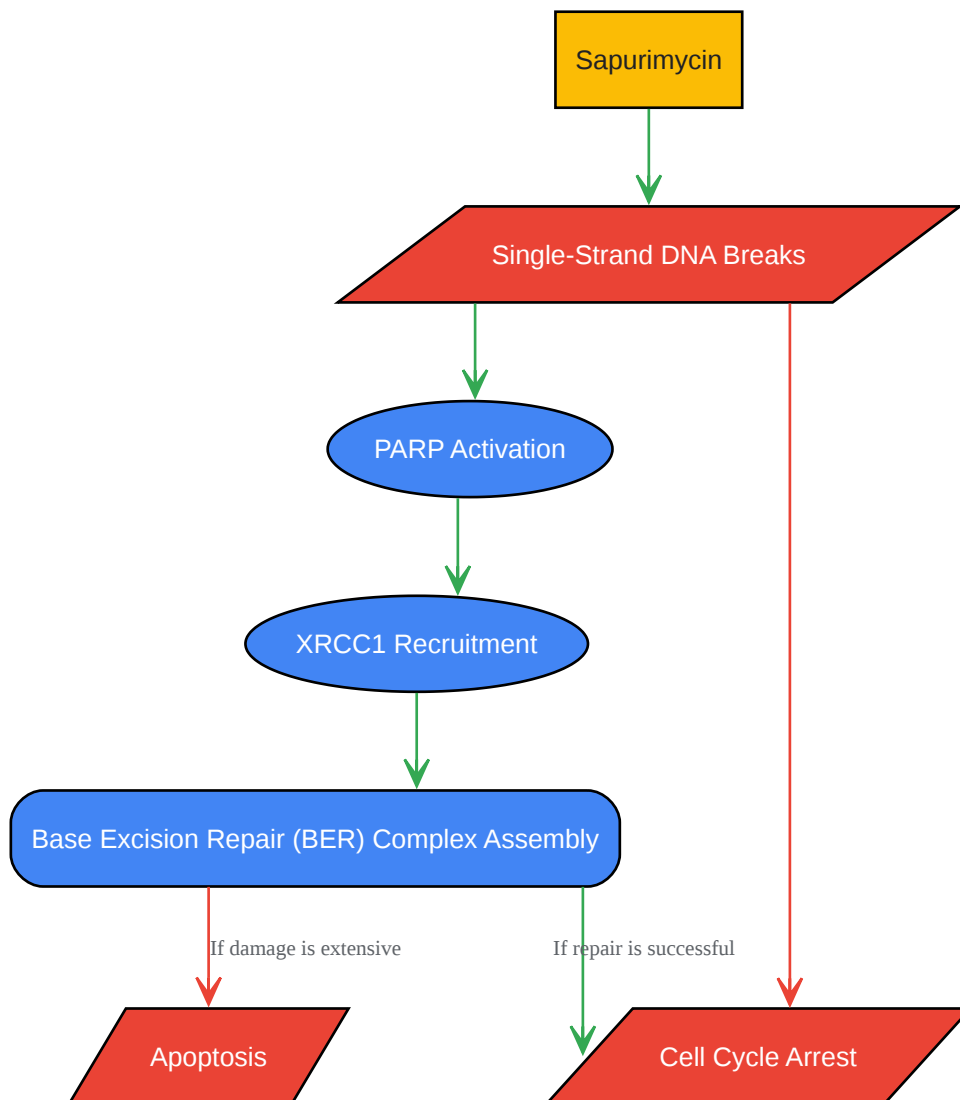 Sapurimycin
Single-Strand DNA Breaks
PARP Activation
XRCC1 Recruitment
Base Excision Repair (BER) Complex Assembly
If damage is extensive
If repair is successful
Apoptosis
Cell Cycle Arrest